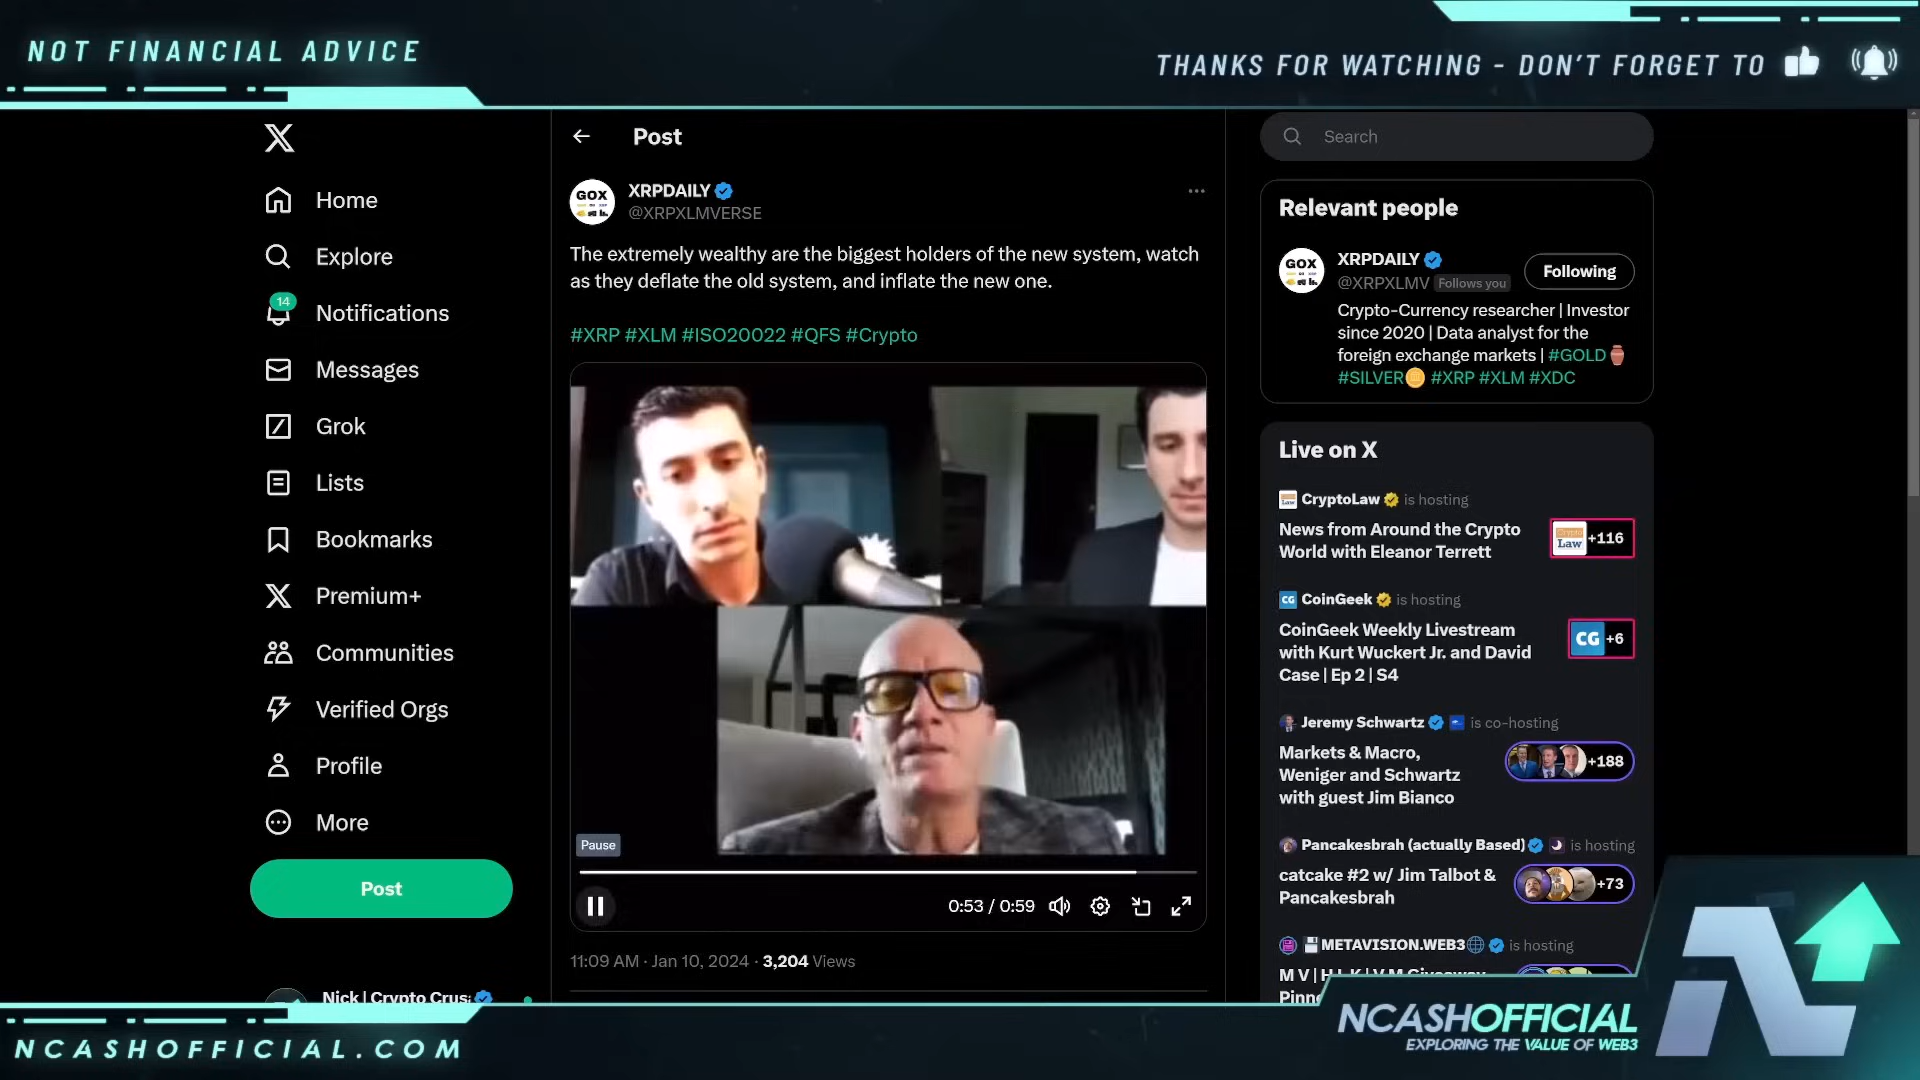 NOT FINANCIAL ADVICE
THANKS FOR WATCHING - DON'T FORGET TO
Home
Explore
14
Notifications
Messages
Grok
Lists
Bookmarks
Premium+
Communities
Verified Orgs
Profile
More
Post
Nick | Crypto Crus
Post
GOX
XRPDAILY
@XRPXLMVERSE
The extremely wealthy are the biggest holders of the new system, watch
as they deflate the old system, and inflate the new one.
#XRP #XLM #ISO20022 #QFS #Crypto
Pause
0:53 / 0:59
11:09 AM · Jan 10, 2024 · 3,204 Views
Search
Relevant people
GOX
XRPDAILY
Following
@XRPXLMV Follows you
Crypto-Currency researcher | Investor
since 2020 | Data analyst for the
foreign exchange markets | #GOLD
#SILVER #XRP #XLM #XDC
Live on X
CryptoLaw is hosting
News from Around the Crypto
World with Eleanor Terrett
Crypto Law +116
CG CoinGeek is hosting
CoinGeek Weekly Livestream
with Kurt Wuckert Jr. and David
Case | Ep 2 | S4
CG +6
Jeremy Schwartz is co-hosting
Markets & Macro,
Weniger and Schwartz
with guest Jim Bianco
+188
Pancakesbrah (actually Based) is hosting
catcake #2 w/ Jim Talbot &
Pancakesbrah
+73
METAVISION.WEB3 is hosting
NCASHOFFICIAL.COM
NCASHOFFICIAL
EXPLORING THE VALUE OF WEB3